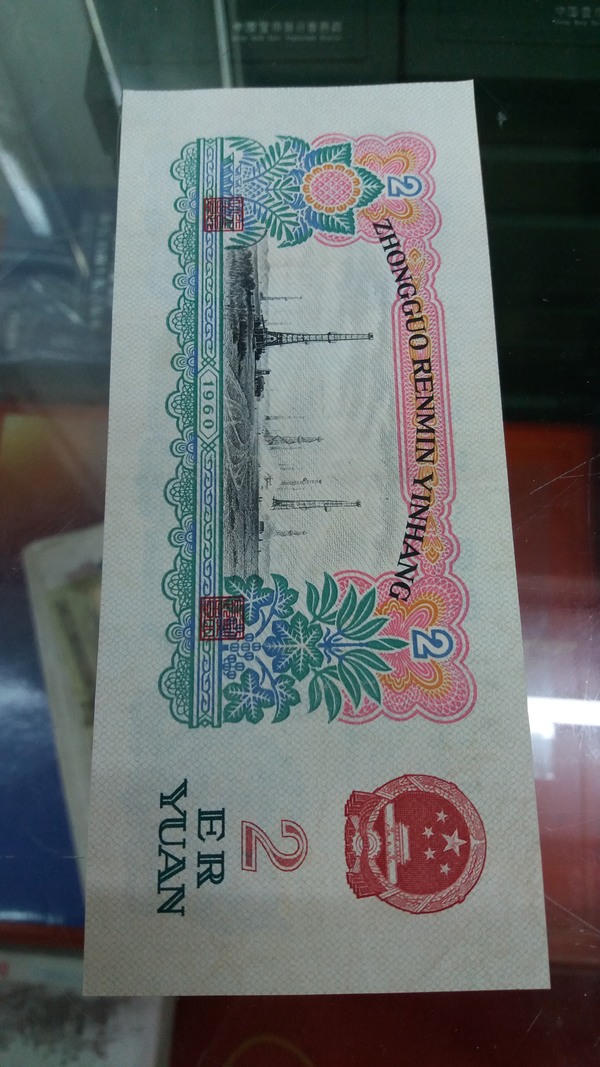 ZHONGGUO RENMIN YINHANG
2
2
1960
2
ER
YUAN